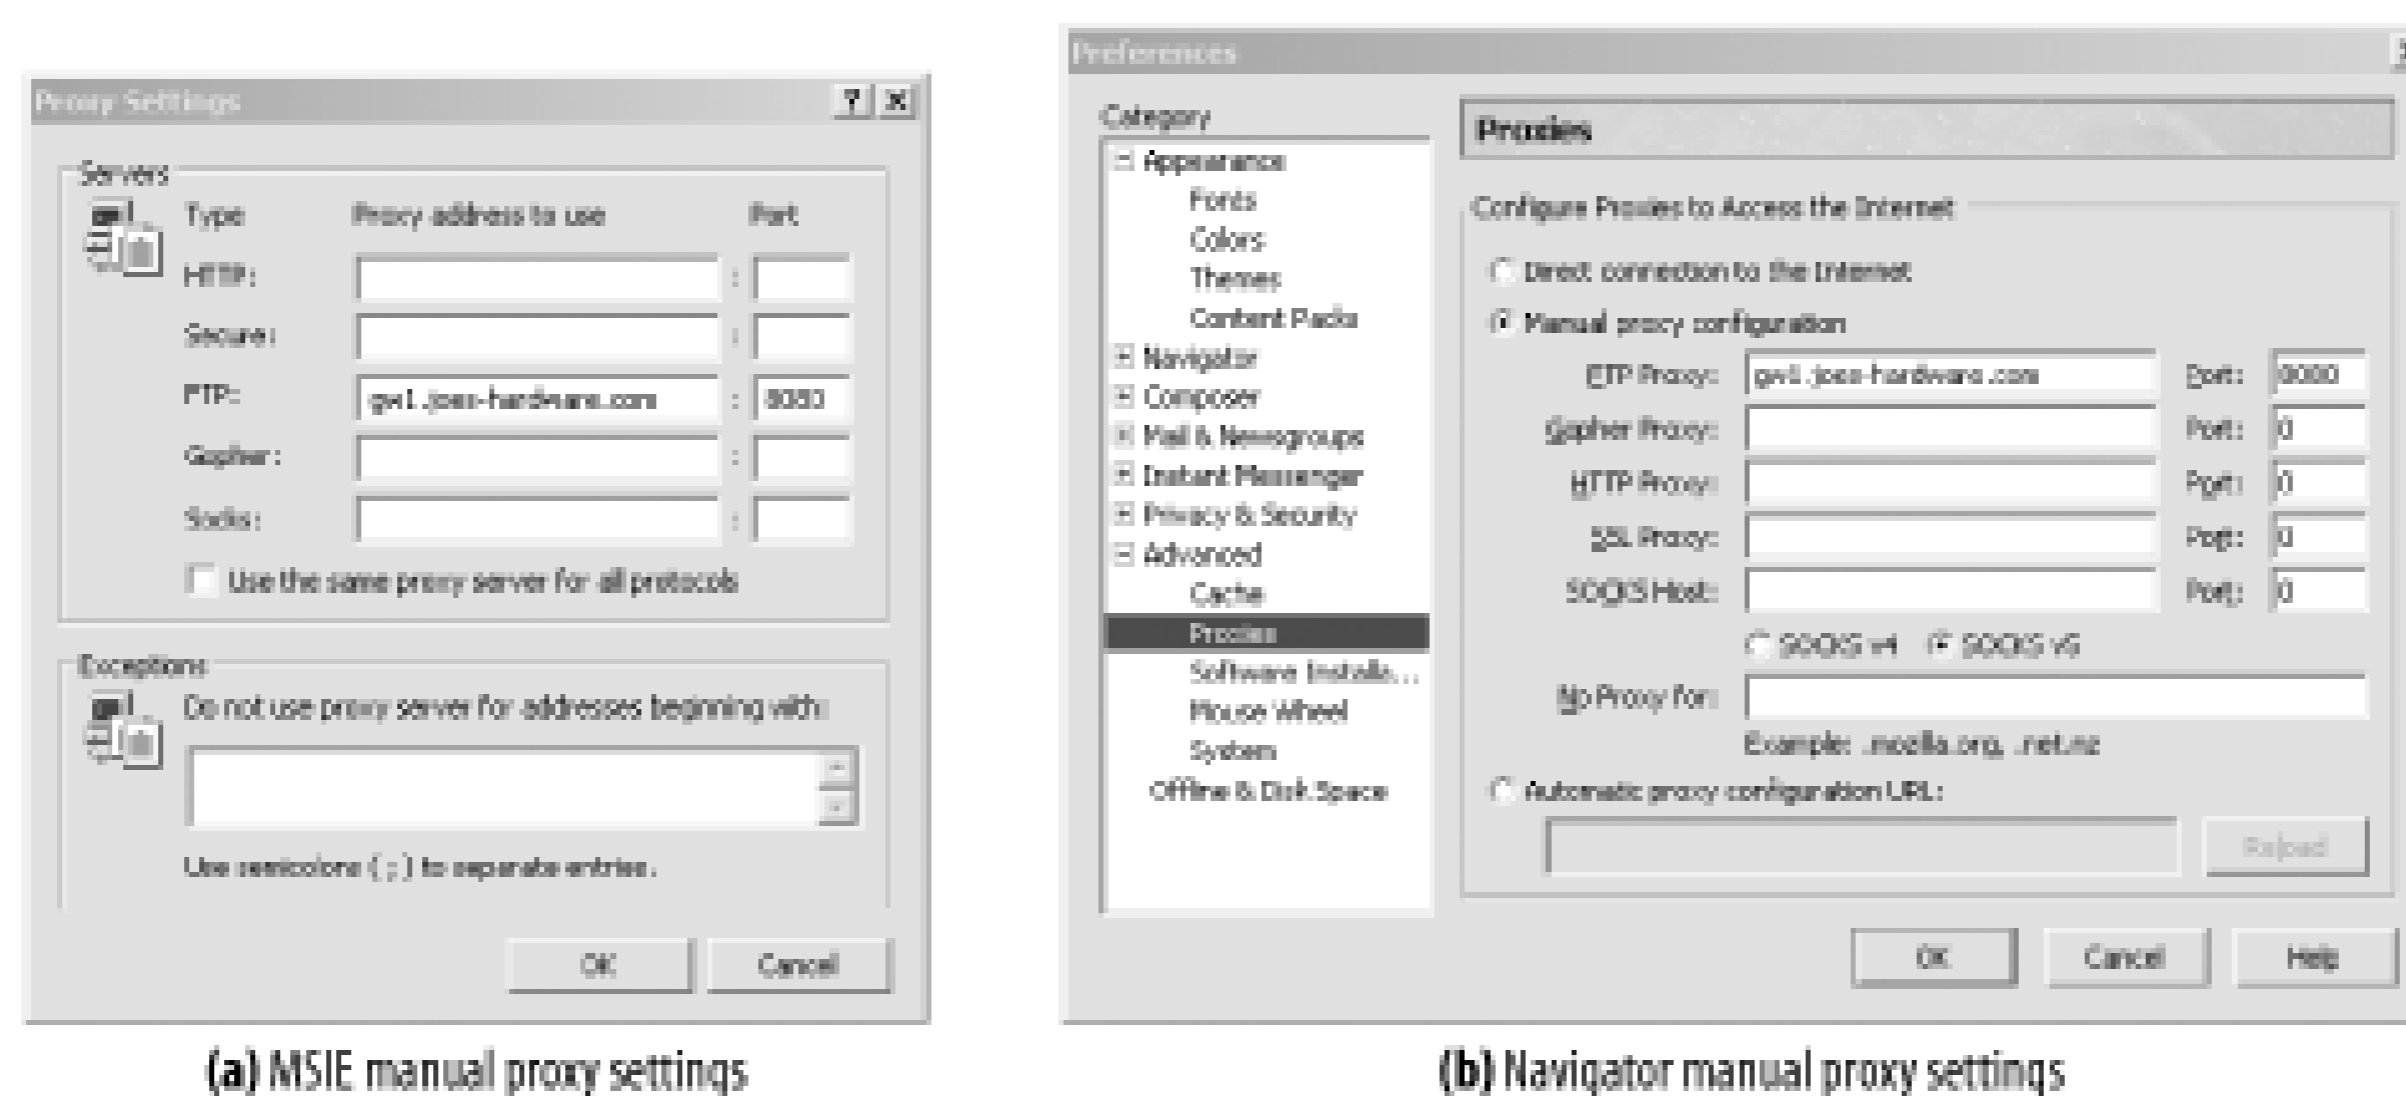 Proxy Settings
Servers
Type Proxy address to use Port
HTTP: :
Secure: :
FTP: gw1.joes-hardware.com : 8080
Gopher: :
Socks: :
Use the same proxy server for all protocols
Exceptions
Do not use proxy server for addresses beginning with:
Use semicolons ( ; ) to separate entries.
OK Cancel
(a) MSIE manual proxy settings
Preferences
Category
Appearance
Fonts
Colors
Themes
Content Packs
Navigator
Composer
Mail & Newsgroups
Instant Messenger
Privacy & Security
Advanced
Cache
Proxies
Software Installa...
Mouse Wheel
System
Offline & Disk Space
Proxies
Configure Proxies to Access the Internet
Direct connection to the Internet
Manual proxy configuration
FTP Proxy: gw1.joes-hardware.com Port: 8080
Gopher Proxy: Port: 0
HTTP Proxy: Port: 0
SSL Proxy: Port: 0
SOCKS Host: Port: 0
SOCKS v4 SOCKS v5
No Proxy for:
Example: .mozilla.org, .net.nz
Automatic proxy configuration URL:
Reload
OK Cancel Help
(b) Navigator manual proxy settings